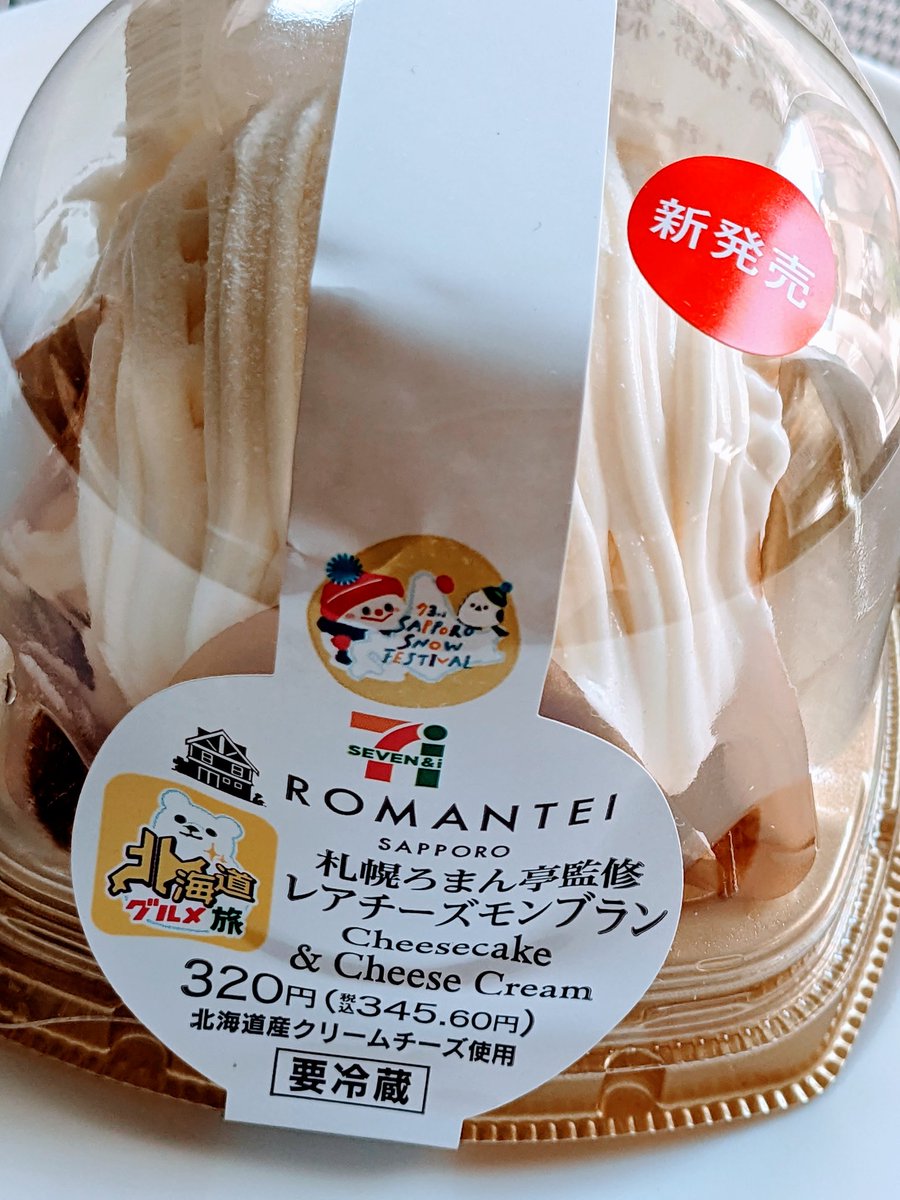 新発売
73rd
SAPPORO
SNOW
FESTIVAL
SEVEN&i
ROMANTEI
SAPPORO
北海道
グルメ旅
札幌ろまん亭監修
レアチーズモンブラン
Cheesecake
& Cheese Cream
320円(税込345.60円)
北海道産クリームチーズ使用
要冷蔵